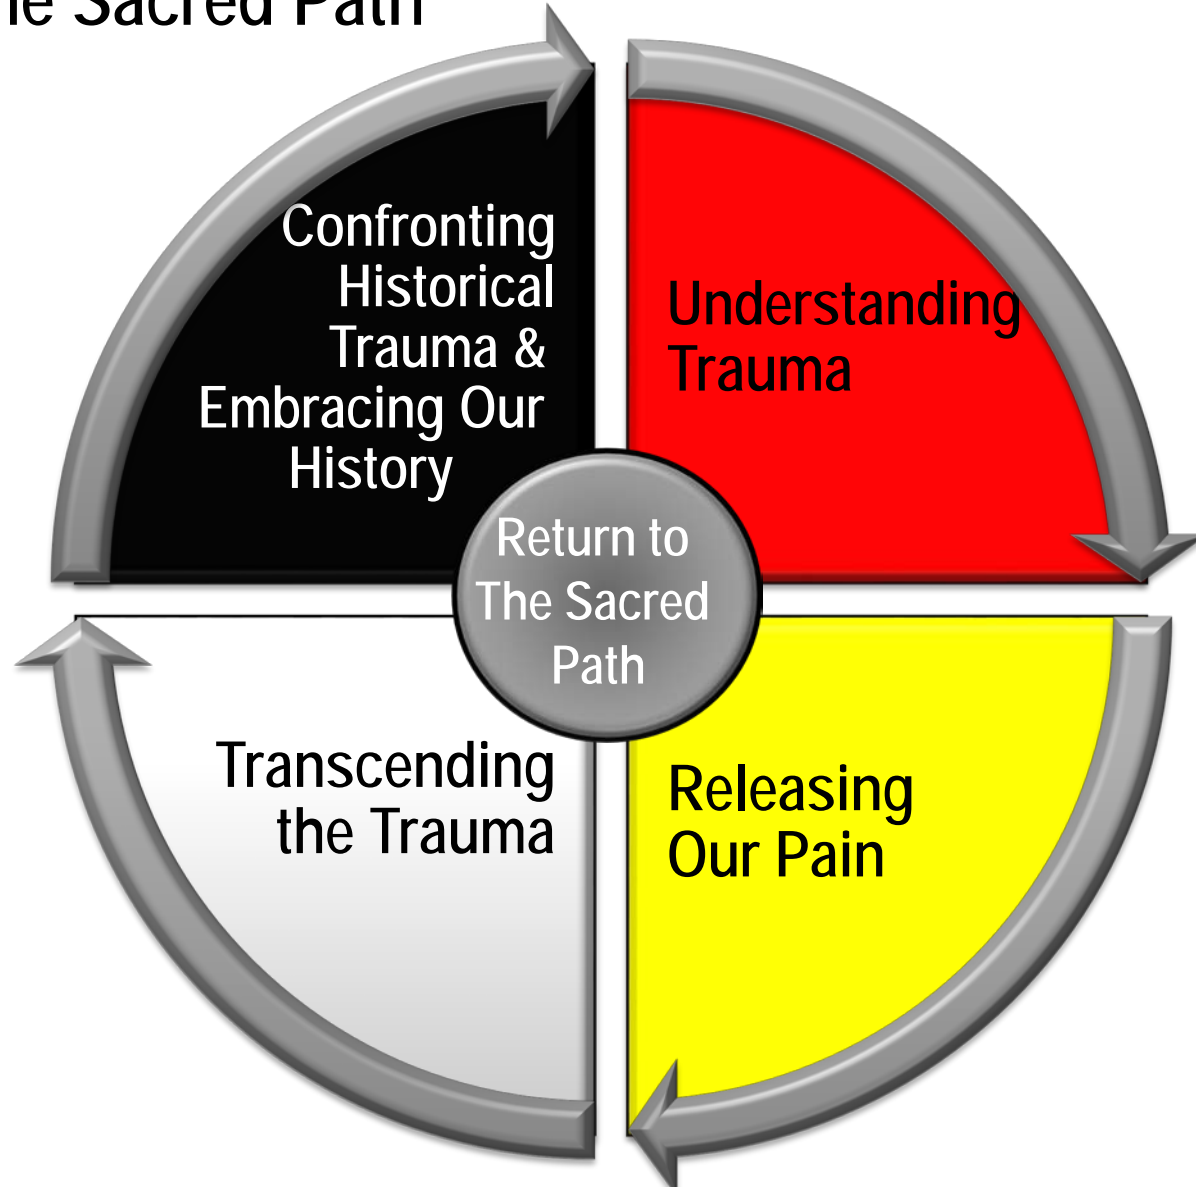 Sacred Path
Confronting
Historical
Trauma &
Embracing Our
History
Understanding
Trauma
Return to
The Sacred
Path
Transcending
the Trauma
Releasing
Our Pain